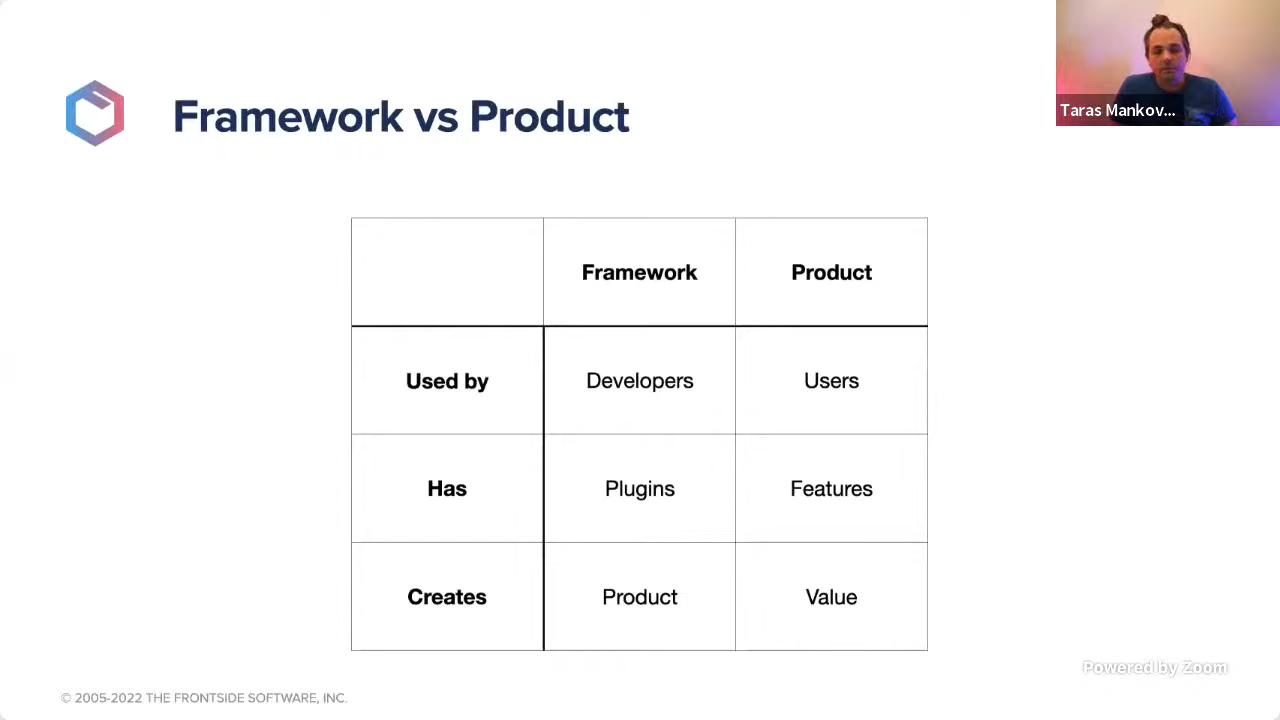 Framework vs Product
Taras Mankov...
Framework Product
Used by Developers Users
Has Plugins Features
Creates Product Value
Powered by Zoom
© 2005-2022 THE FRONTSIDE SOFTWARE, INC.